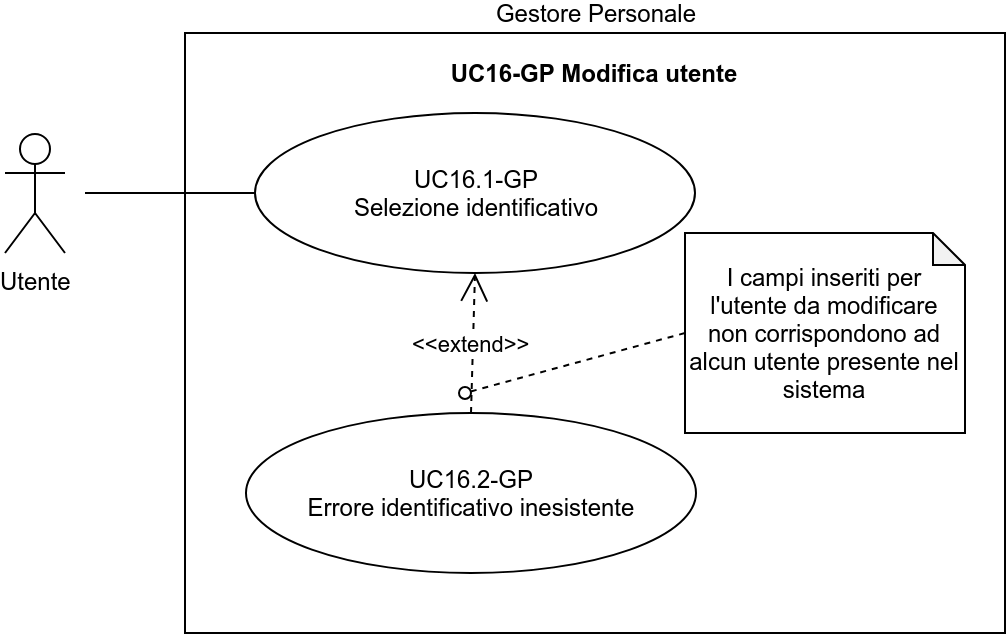 Gestore Personale
UC16-GP Modifica utente
UC16.1-GP
Selezione identificativo
Utente
I campi inseriti per
l'utente da modificare
non corrispondono ad
alcun utente presente nel
sistema
<<extend>>
UC16.2-GP
Errore identificativo inesistente